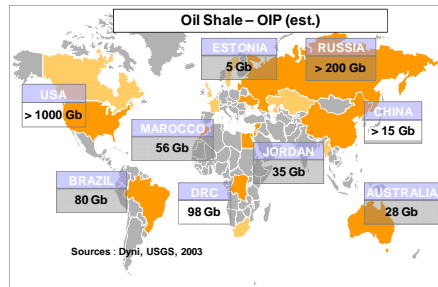 Oil Shale – OIP (est.)
ESTONIA
5 Gb
RUSSIA
> 200 Gb
USA
> 1000 Gb
CHINA
> 15 Gb
MAROCCO
56 Gb
JORDAN
35 Gb
BRAZIL
80 Gb
DRC
98 Gb
AUSTRALIA
28 Gb
Sources : Dyni, USGS, 2003